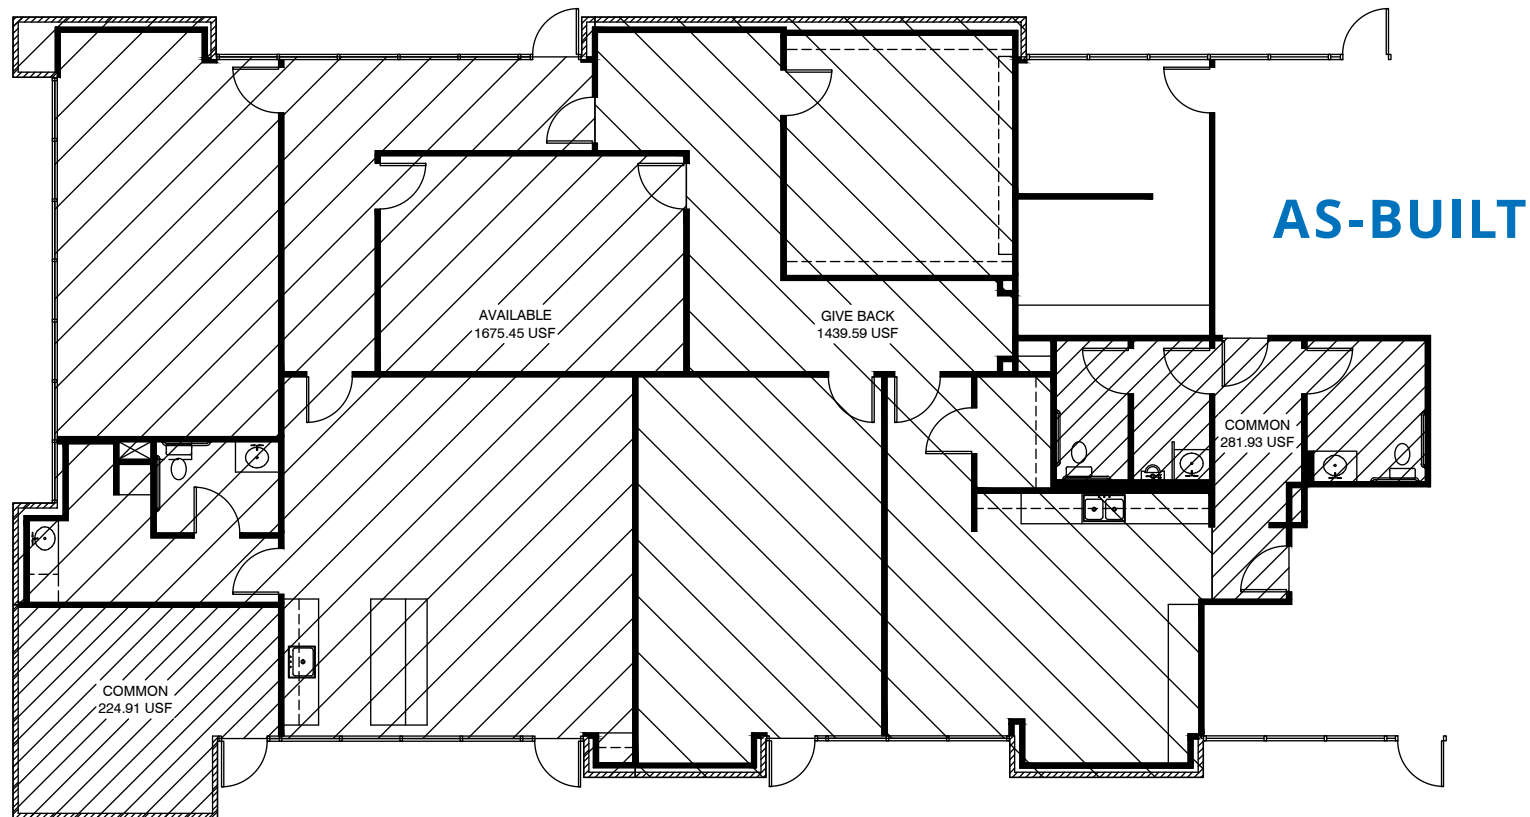 AS-BUILT
AVAILABLE
1675.45 USF
GIVE BACK
1439.59 USF
COMMON
281.93 USF
COMMON
224.91 USF